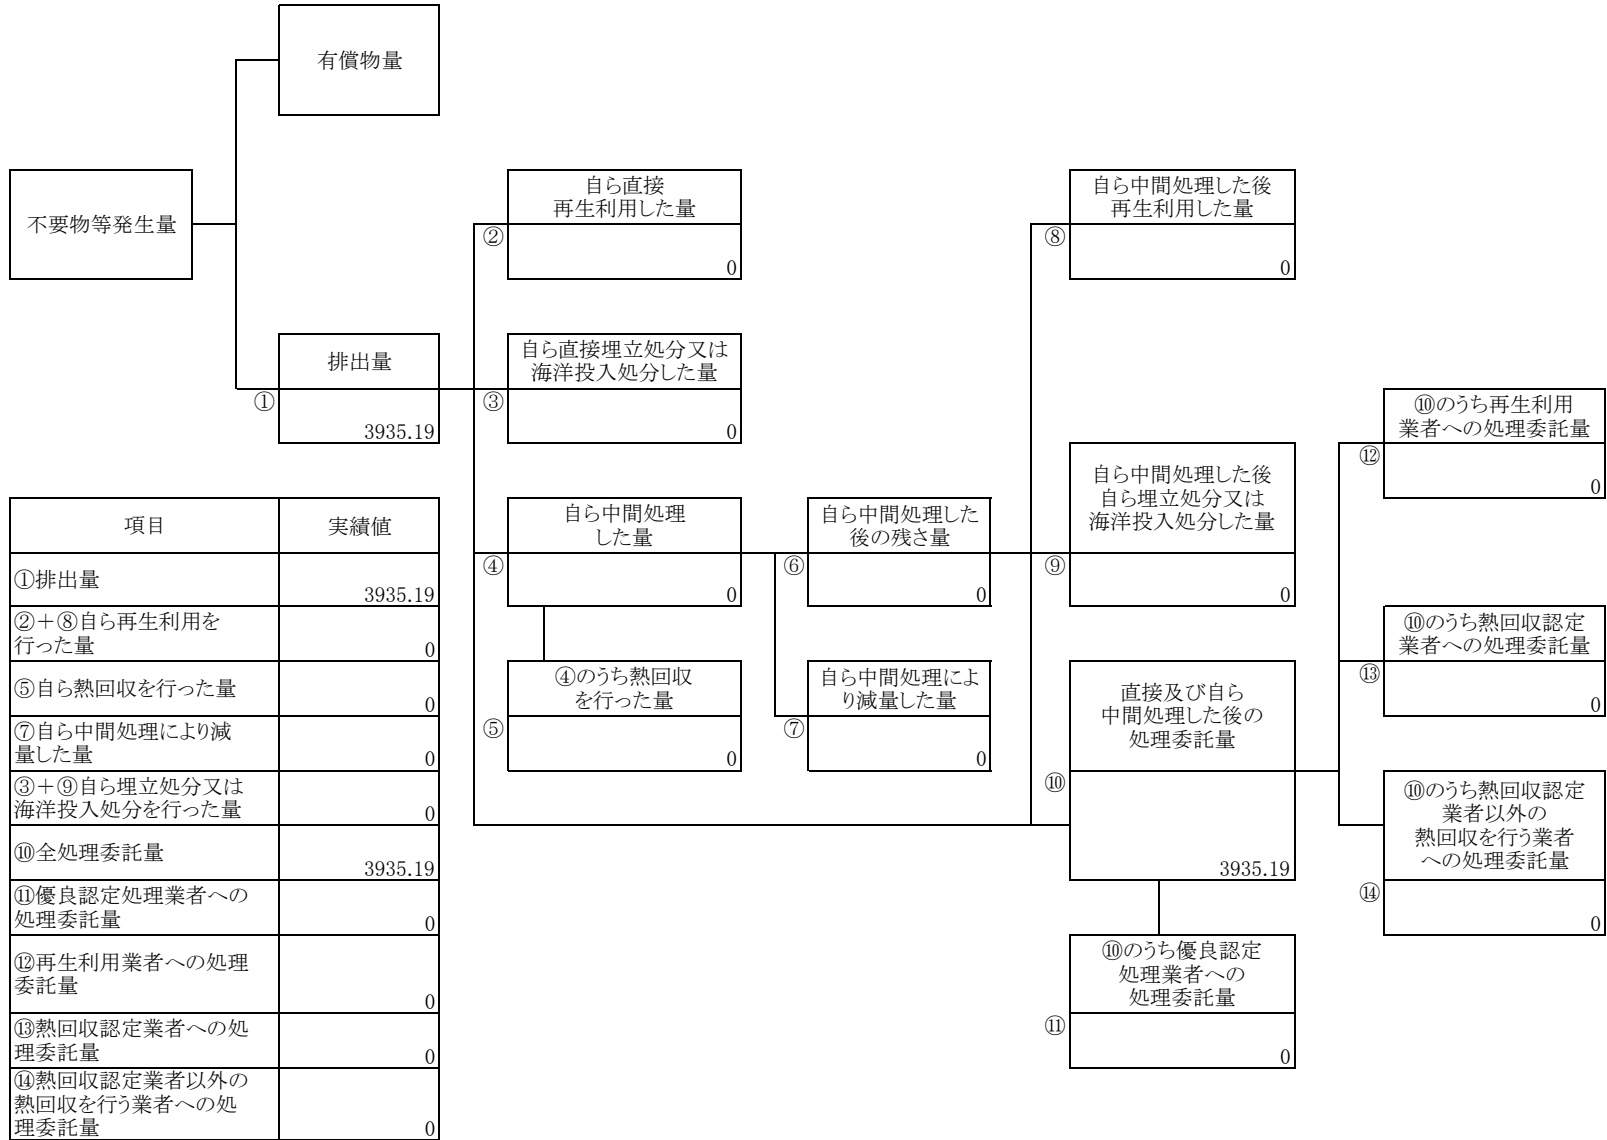 有償物量
不要物等発生量
自ら直接
再生利用した量
②
0
自ら中間処理した後
再生利用した量
⑧
0
排出量
①
3935.19
自ら直接埋立処分又は
海洋投入処分した量
③
0
⑩のうち再生利用
業者への処理委託量
⑫
0
自ら中間処理した後
自ら埋立処分又は
海洋投入処分した量
⑨
0
自ら中間処理
した量
④
0
自ら中間処理した
後の残さ量
⑥
0
⑩のうち熱回収認定
業者への処理委託量
⑬
0
④のうち熱回収
を行った量
⑤
0
自ら中間処理によ
り減量した量
⑦
0
直接及び自ら
中間処理した後の
処理委託量
⑩
3935.19
⑩のうち熱回収認定
業者以外の
熱回収を行う業者
への処理委託量
⑭
0
⑩のうち優良認定
処理業者への
処理委託量
⑪
0
項目 実績値
①排出量
3935.19
②+⑧自ら再生利用を
行った量
0
⑤自ら熱回収を行った量
0
⑦自ら中間処理により減
量した量
0
③+⑨自ら埋立処分又は
海洋投入処分を行った量
0
⑩全処理委託量
3935.19
⑪優良認定処理業者への
処理委託量
0
⑫再生利用業者への処理
委託量
0
⑬熱回収認定業者への処
理委託量
0
⑭熱回収認定業者以外の
熱回収を行う業者への処
理委託量
0